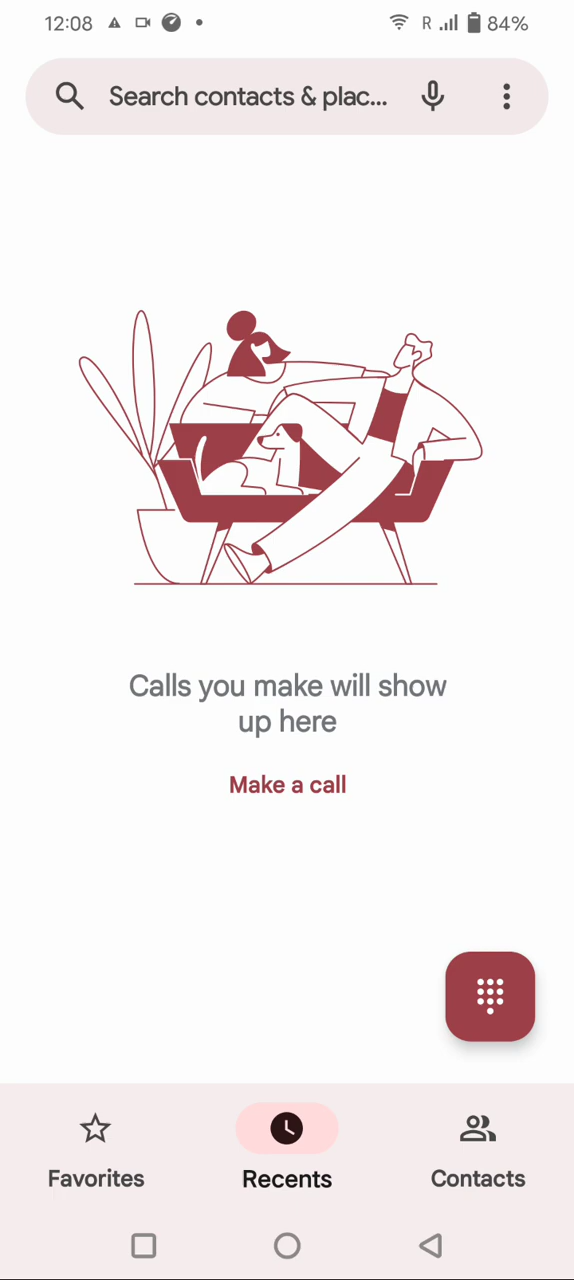 12:08
R
84%
Search contacts & plac...
Calls you make will show
up here
Make a call
Favorites
Recents
Contacts